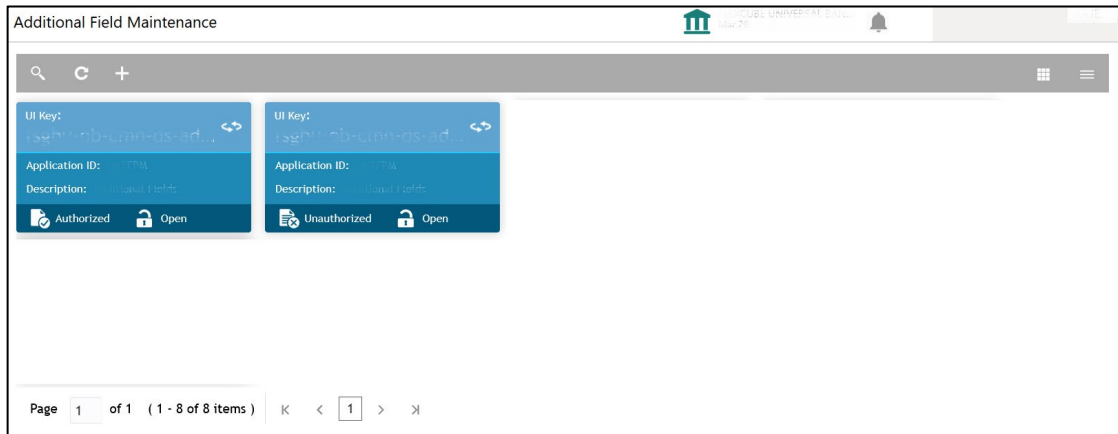 Additional Field Maintenance
UI Key:
Application ID:
Description:
Authorized Open
UI Key:
Application ID:
Description:
Unauthorized Open
Page 1 of 1 ( 1 - 8 of 8 items ) 1